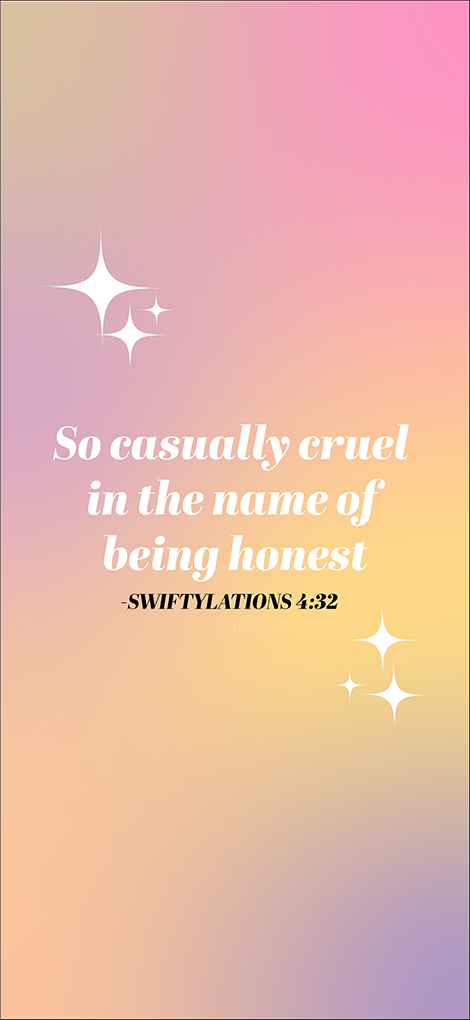 So casually cruel
in the name of
being honest
-SWIFTYLATIONS 4:32